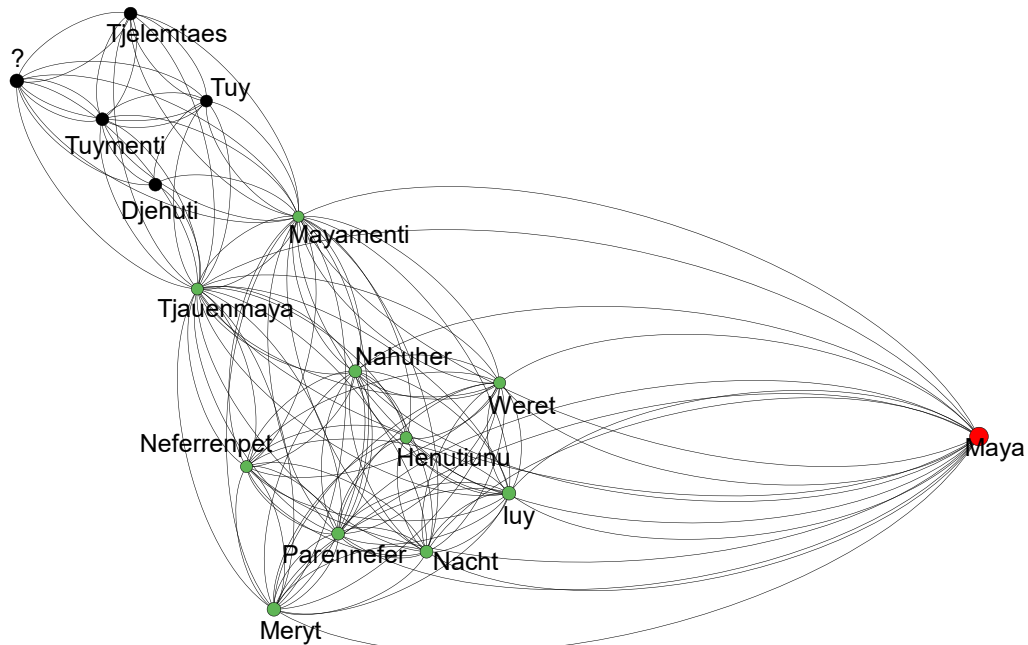 Tjelemtaes
?
Tuy
Tuymenti
Djehuti
Mayamenti
Tjauenmaya
Nahuher
Weret
Neferrenpet
Henutiunu
Maya
Iuy
Parennefer
Nacht
Meryt